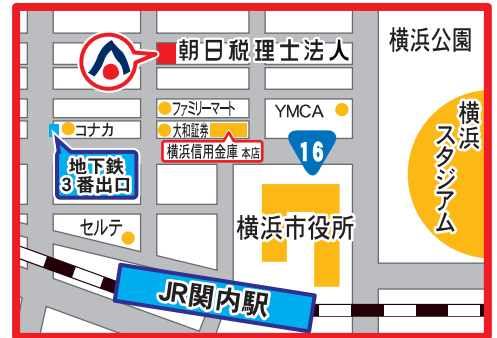 朝日税理士法人
横浜公園
ファミリーマート
YMCA
コナカ
大和証券
横浜信用金庫 本店
16
横浜
スタジアム
地下鉄
3番出口
セルテ
横浜市役所
JR関内駅